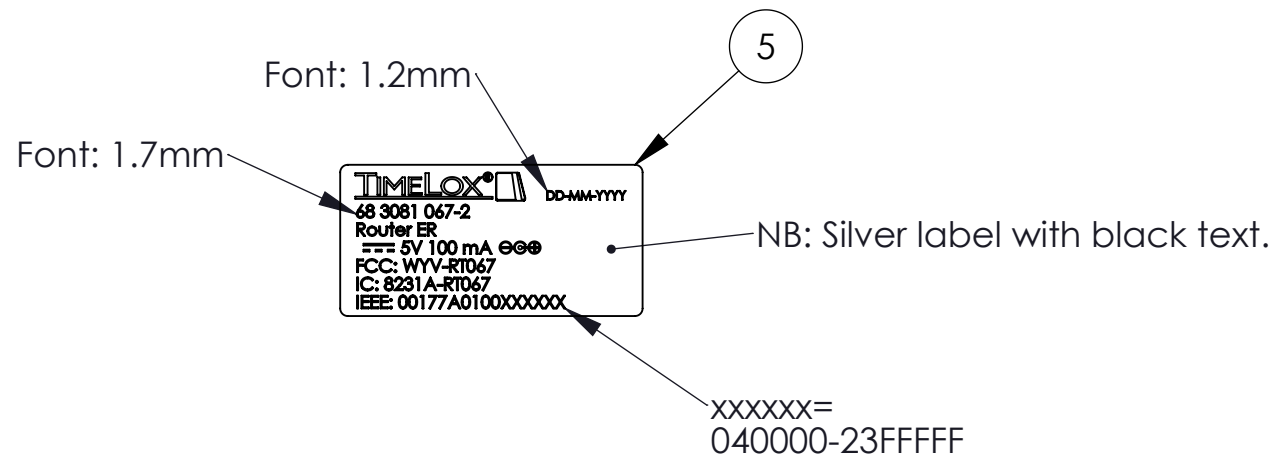 5
Font: 1.2mm
Font: 1.7mm
TIMELOX®
DD-MM-YYYY
68 3081 067-2
Router ER
5V 100 mA
FCC: WYV-RT067
IC: 8231A-RT067
IEEE: 00177A0100XXXXXX
NB: Silver label with black text.
xxxxxx=
040000-23FFFFF